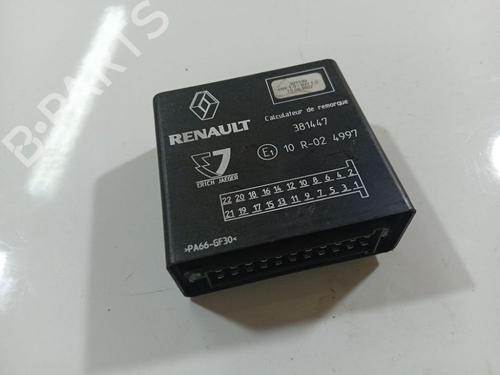 B-PARTS
RENAULT
Calculateur de remorque
381447
E1 10 R-02 4997
ERICH JAEGER
22 20 18 16 14 12 10 8 6 4 2
21 19 17 15 13 11 9 7 5 3 1
>PA66-GF30<